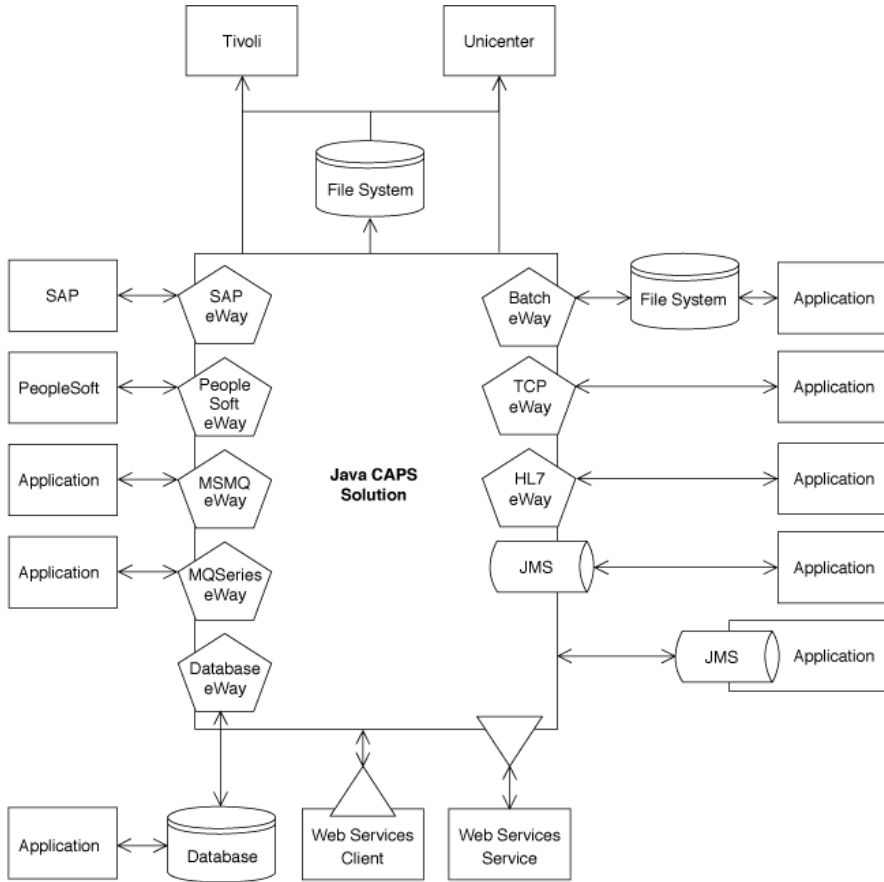 Tivoli
Unicenter
File System
SAP
SAP
eWay
Batch
eWay
File System
Application
PeopleSoft
People
Soft
eWay
TCP
eWay
Application
Application
MSMQ
eWay
Java CAPS
Solution
HL7
eWay
Application
Application
MQSeries
eWay
JMS
Application
Database
eWay
JMS
Application
Application
Database
Web Services
Client
Web Services
Service